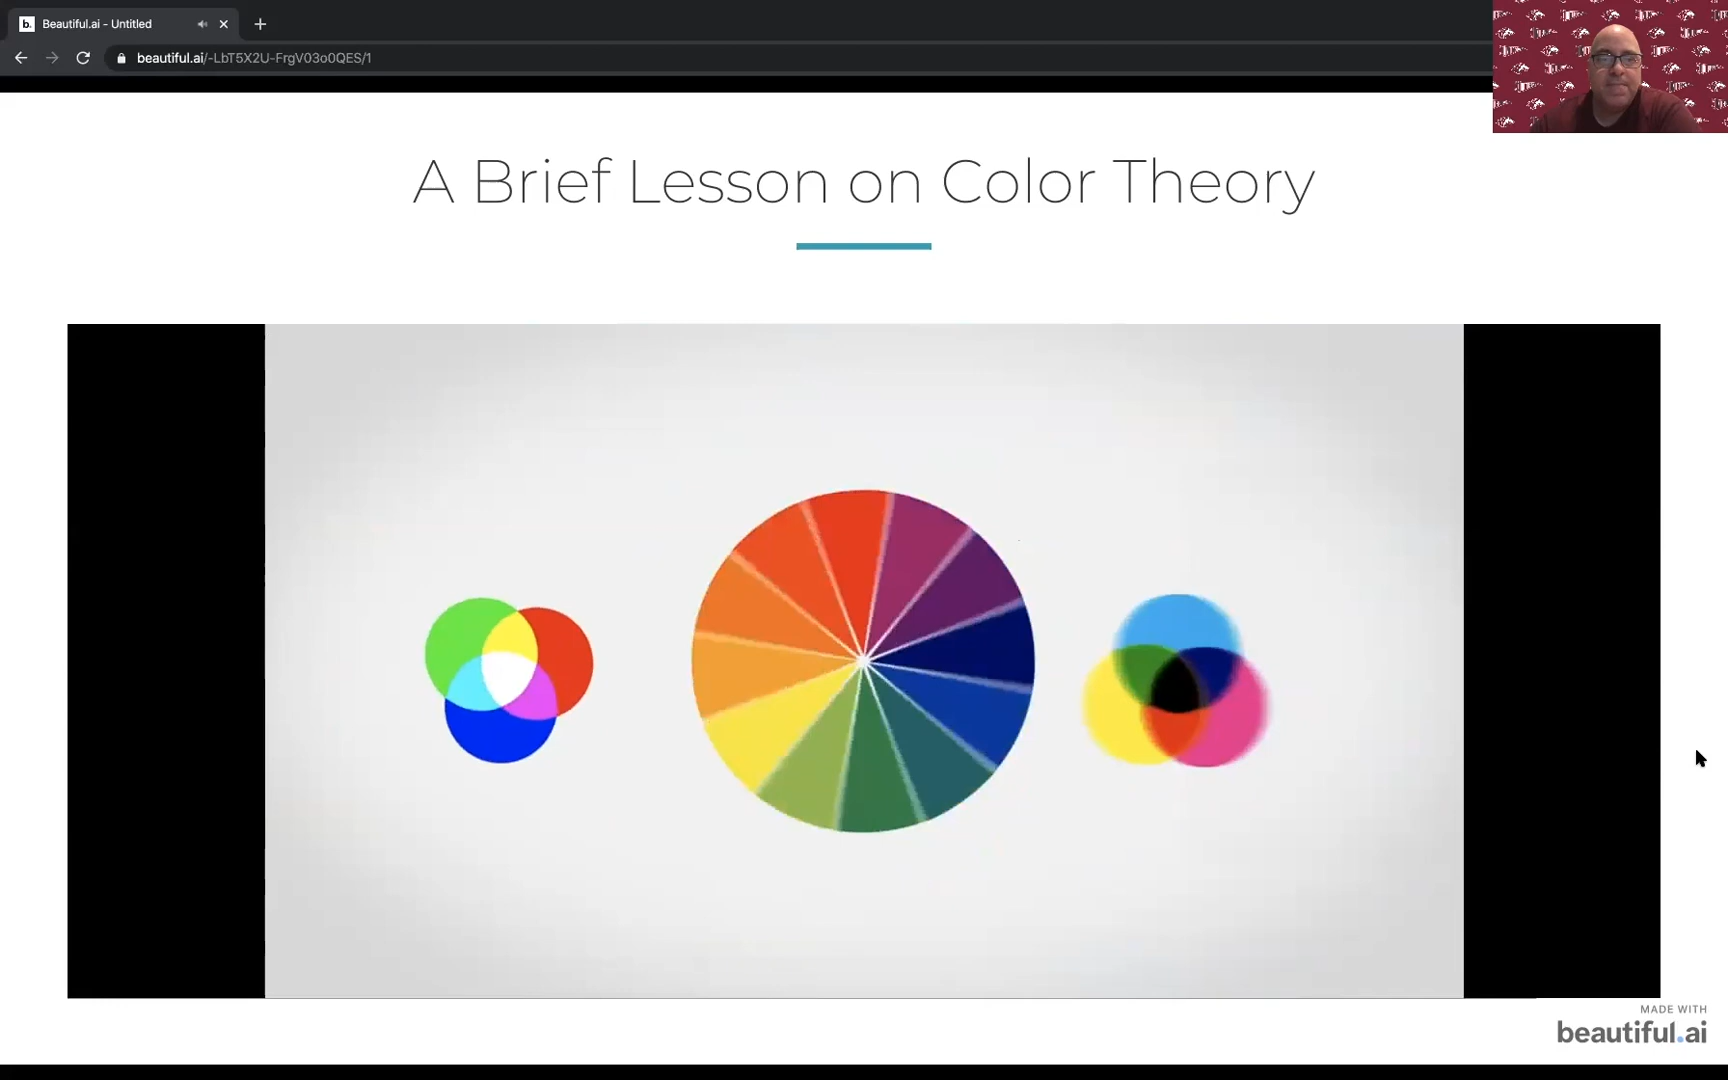 b. Beautiful.ai - Untitled
beautiful.ai/-LbT5X2U-FrgV03o0QES/1
A Brief Lesson on Color Theory
MADE WITH
beautiful.ai